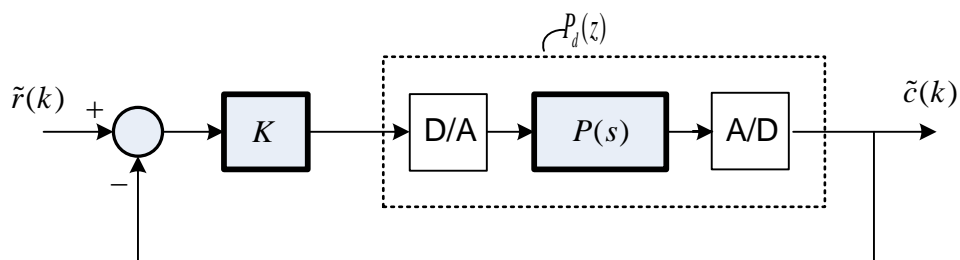 P_d(z)
r̃(k)
+
−
K
D/A
P(s)
A/D
c̃(k)